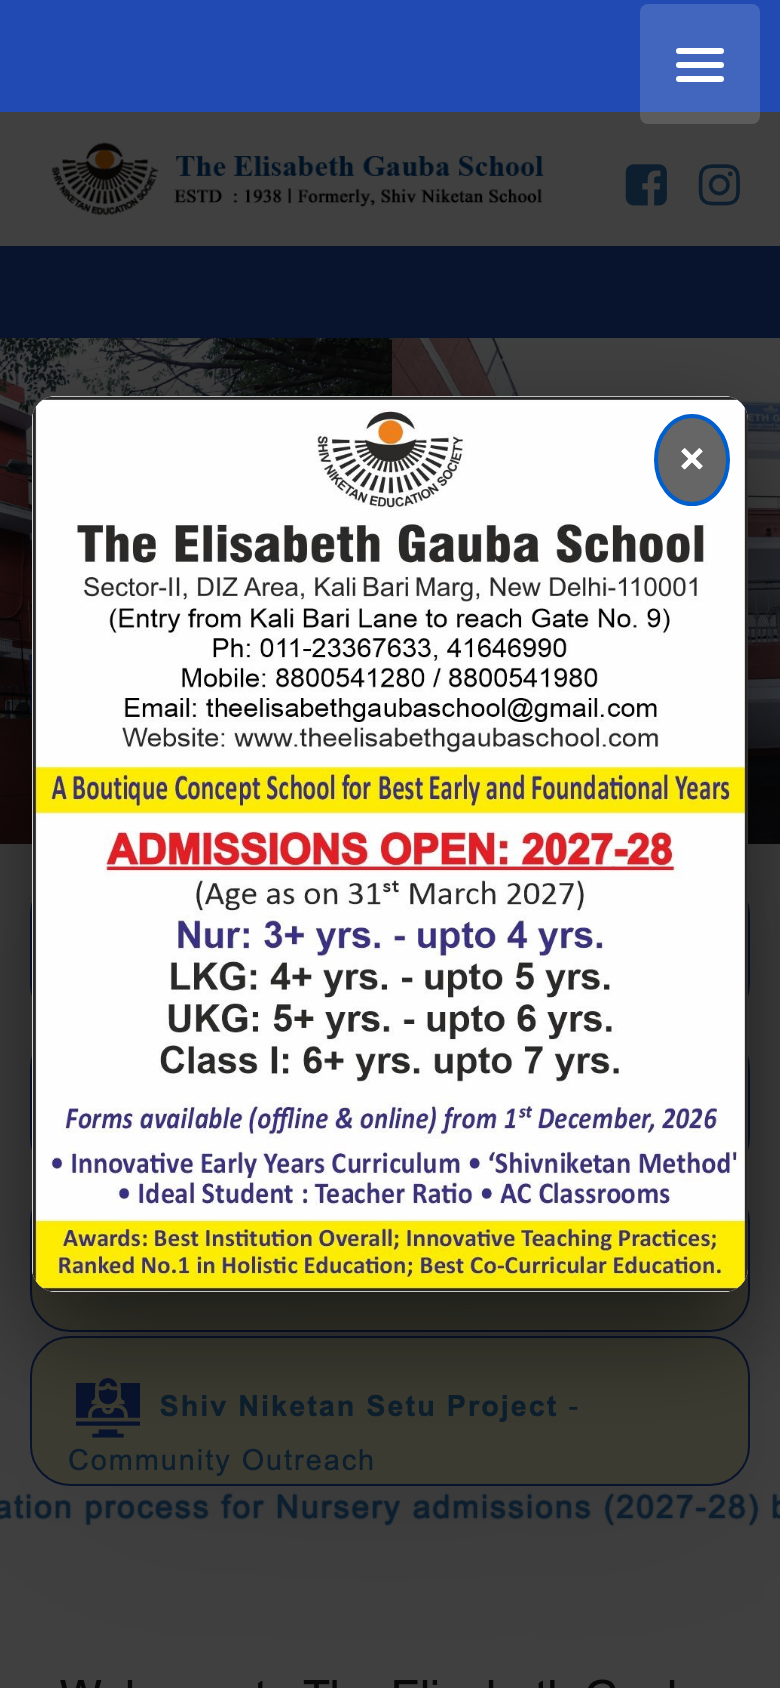 The Elisabeth Gauba School
ESTD : 1938 | Formerly, Shiv Niketan School
SHIV NIKETAN EDUCATION SOCIETY
SHIV NIKETAN EDUCATION SOCIETY
×
The Elisabeth Gauba School
Sector-II, DIZ Area, Kali Bari Marg, New Delhi-110001
(Entry from Kali Bari Lane to reach Gate No. 9)
Ph: 011-23367633, 41646990
Mobile: 8800541280 / 8800541980
Email: theelisabethgaubaschool@gmail.com
Website: www.theelisabethgaubaschool.com
A Boutique Concept School for Best Early and Foundational Years
ADMISSIONS OPEN: 2027-28
(Age as on 31st March 2027)
Nur: 3+ yrs. - upto 4 yrs.
LKG: 4+ yrs. - upto 5 yrs.
UKG: 5+ yrs. - upto 6 yrs.
Class I: 6+ yrs. upto 7 yrs.
Forms available (offline & online) from 1st December, 2026
• Innovative Early Years Curriculum • ‘Shivniketan Method'
• Ideal Student : Teacher Ratio • AC Classrooms
Awards: Best Institution Overall; Innovative Teaching Practices;
Ranked No.1 in Holistic Education; Best Co-Curricular Education.
Shiv Niketan Setu Project -
Community Outreach
ation process for Nursery admissions (2027-28) b